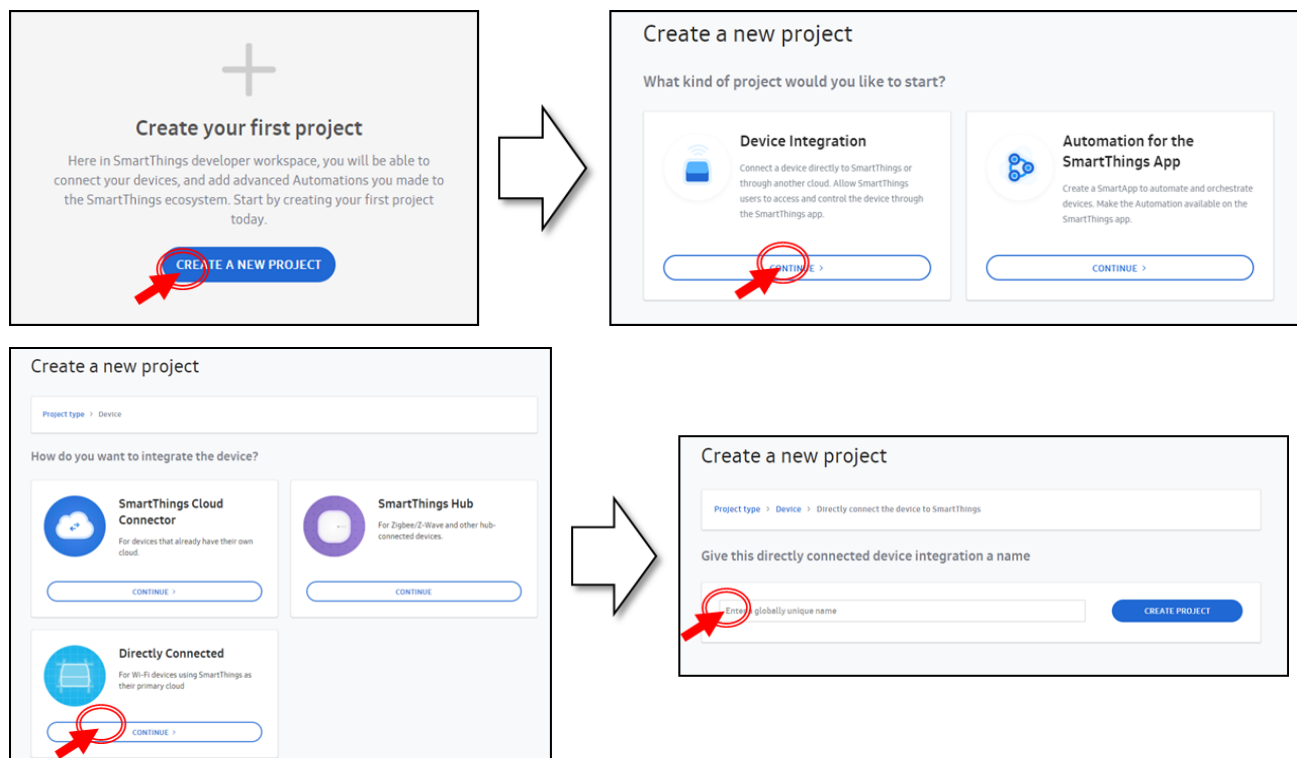 Create your first project
Here in SmartThings developer workspace, you will be able to
connect your devices, and add advanced Automations you made to
the SmartThings ecosystem. Start by creating your first project
today.
CREATE A NEW PROJECT
Create a new project
What kind of project would you like to start?
Device Integration
Connect a device directly to SmartThings or
through another cloud. Allow SmartThings
users to access and control the device through
the SmartThings app.
CONTINUE >
Automation for the
SmartThings App
Create a SmartApp to automate and orchestrate
devices. Make the Automation available on the
SmartThings app.
CONTINUE >
Create a new project
Project type > Device
How do you want to integrate the device?
SmartThings Cloud
Connector
For devices that already have their own
cloud.
CONTINUE >
SmartThings Hub
For Zigbee/Z-Wave and other hub-
connected devices.
CONTINUE
Directly Connected
For Wi-Fi devices using SmartThings as
their primary cloud
CONTINUE >
Create a new project
Project type > Device > Directly connect the device to SmartThings
Give this directly connected device integration a name
Enter a globally unique name
CREATE PROJECT